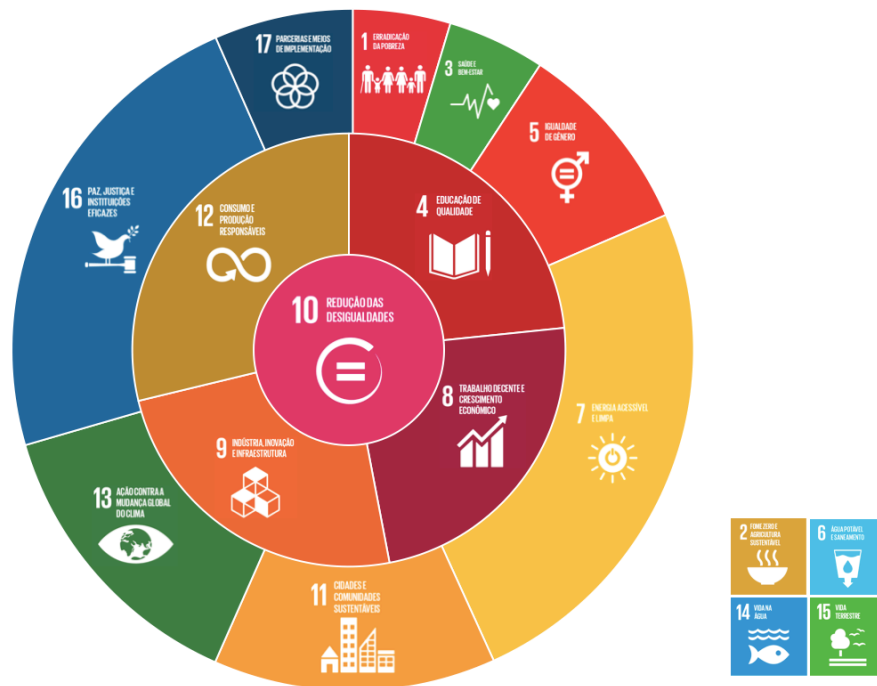 17 PARCERIAS E MEIOS
DE IMPLEMENTAÇÃO
1 ERRADICAÇÃO
DA POBREZA
3 SAÚDE E
BEM-ESTAR
5 IGUALDADE
DE GÊNERO
16 PAZ, JUSTIÇA E
INSTITUIÇÕES
EFICAZES
12 CONSUMO E
PRODUÇÃO
RESPONSÁVEIS
4 EDUCAÇÃO DE
QUALIDADE
10 REDUÇÃO DAS
DESIGUALDADES
8 TRABALHO DECENTE E
CRESCIMENTO
ECONÔMICO
7 ENERGIA ACESSÍVEL
E LIMPA
9 INDÚSTRIA, INOVAÇÃO
E INFRAESTRUTURA
13 AÇÃO CONTRA A
MUDANÇA GLOBAL
DO CLIMA
11 CIDADES E
COMUNIDADES
SUSTENTÁVEIS
2 FOME ZERO E
AGRICULTURA
SUSTENTÁVEL
6 ÁGUA POTÁVEL
E SANEAMENTO
14 VIDA NA
ÁGUA
15 VIDA
TERRESTRE